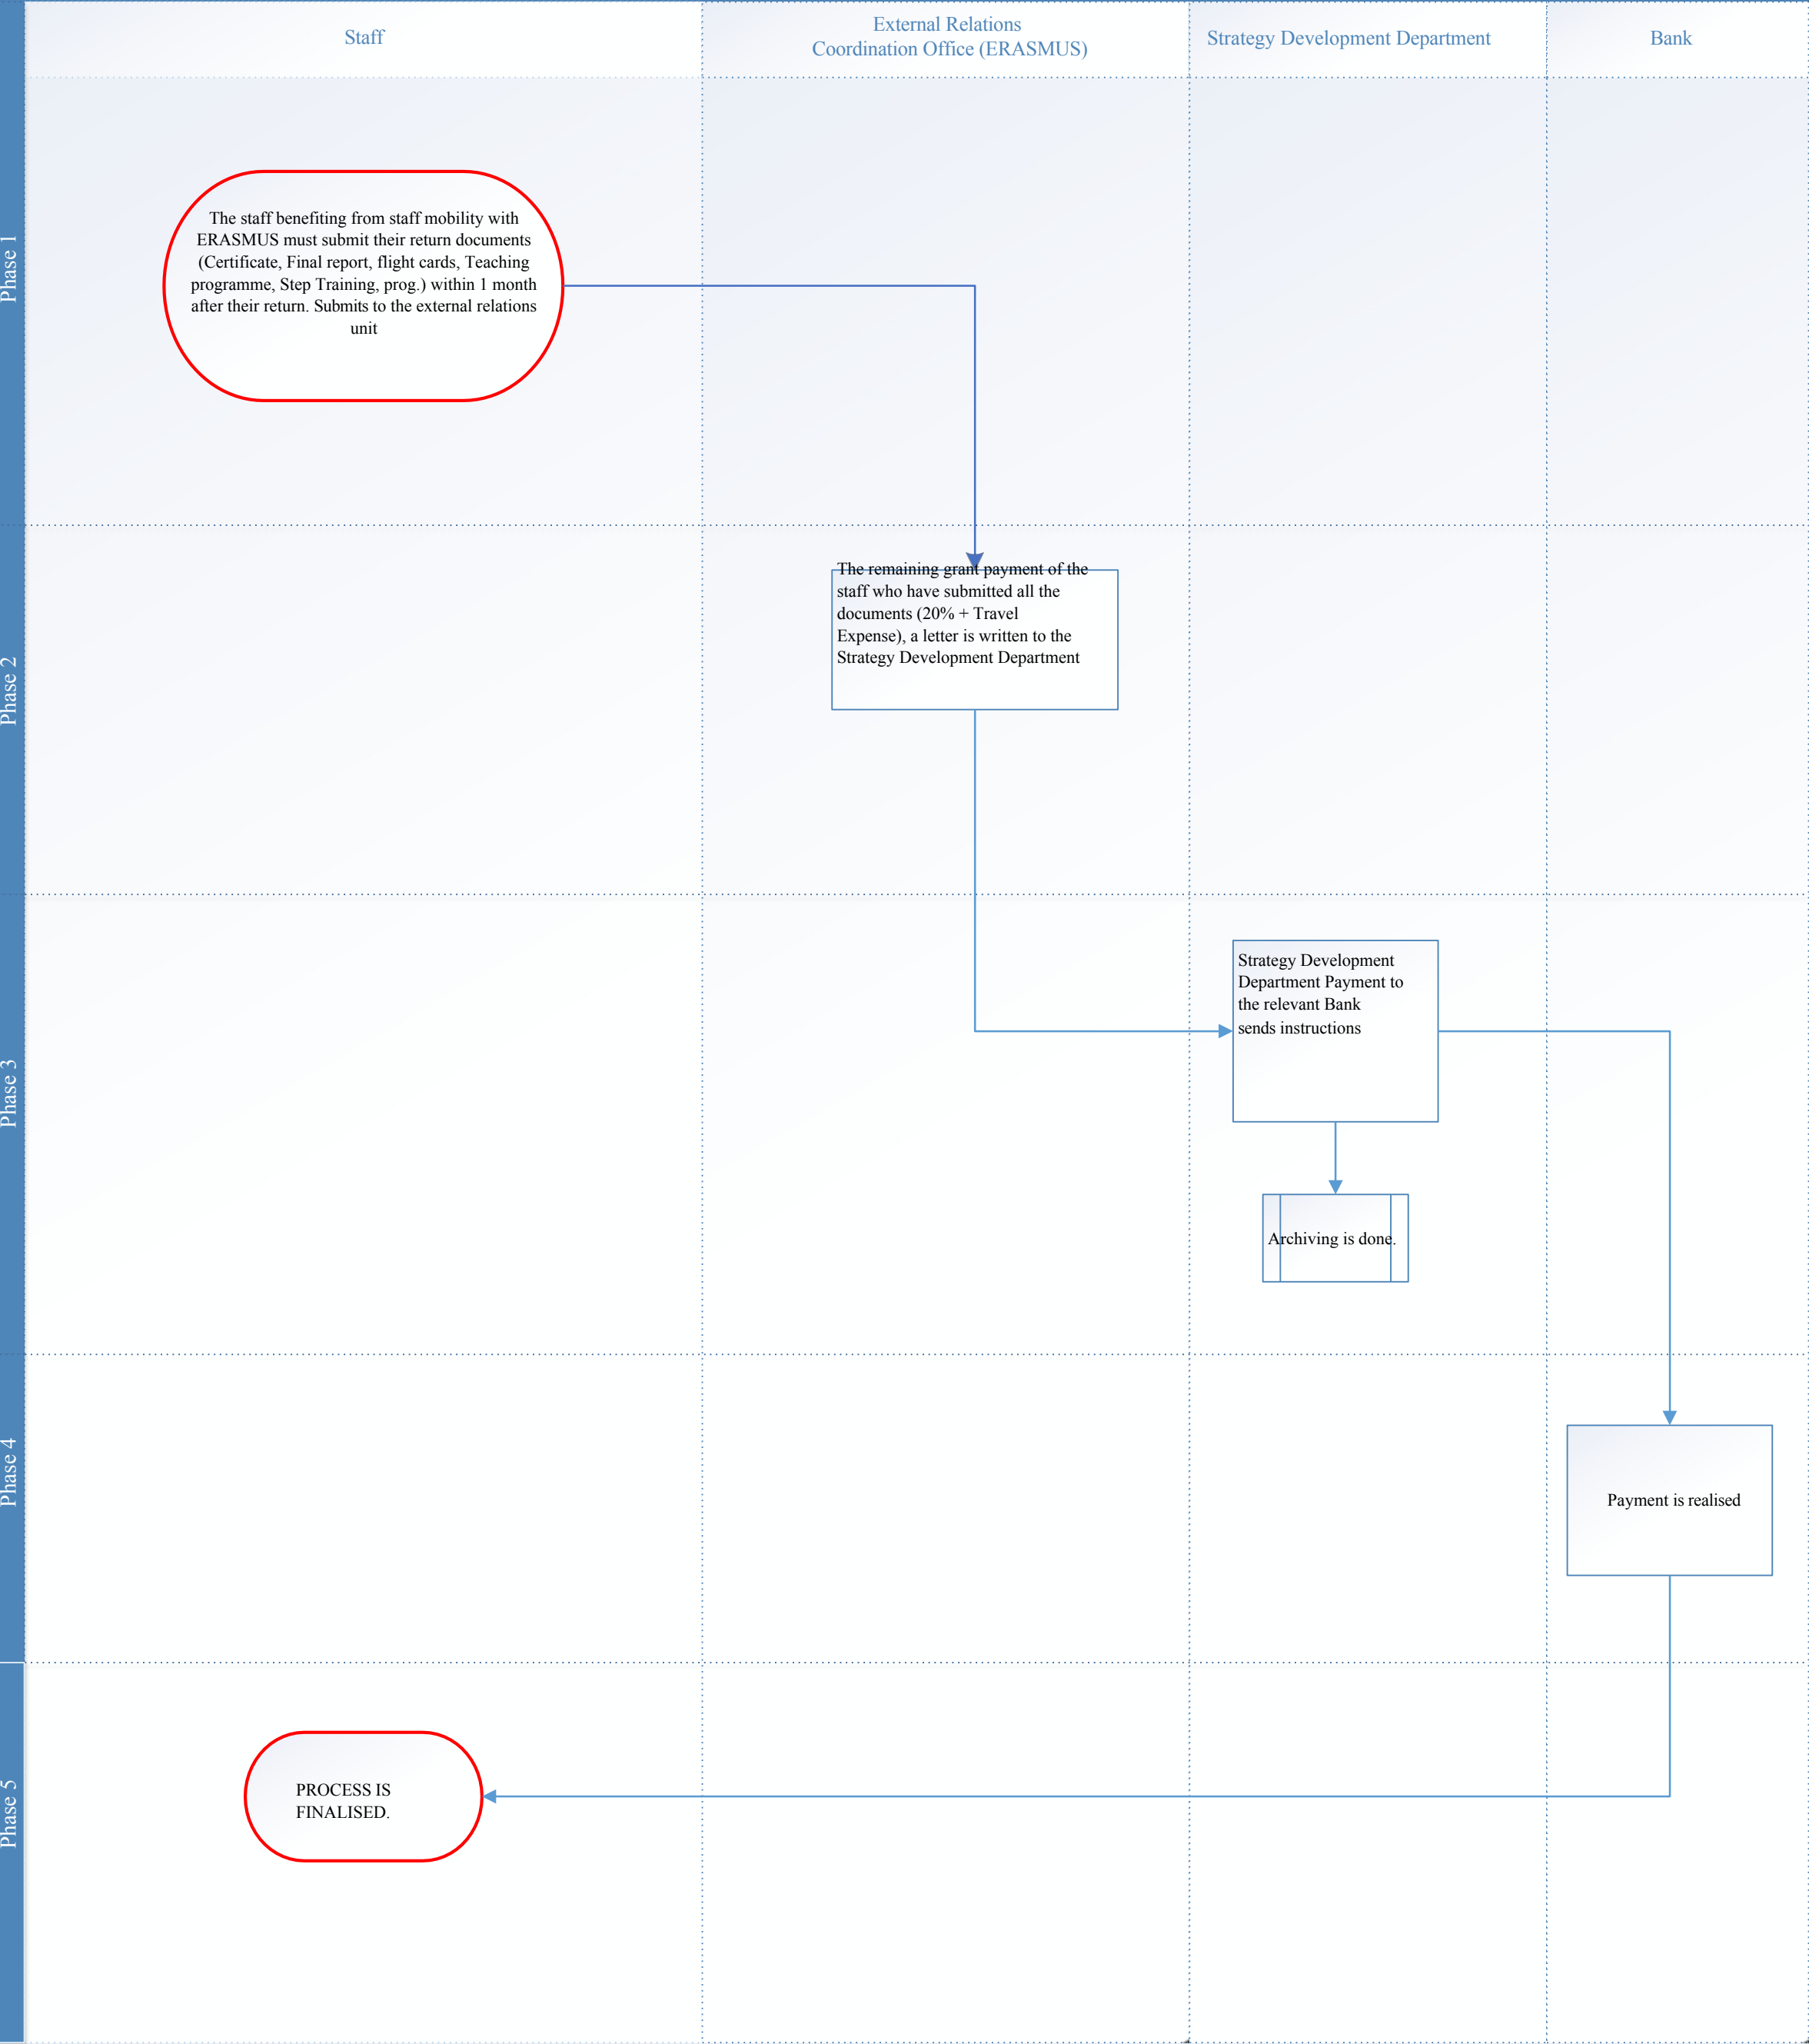 Staff
External Relations
Coordination Office (ERASMUS)
Strategy Development Department
Bank
Phase 1
The staff benefiting from staff mobility with
ERASMUS must submit their return documents
(Certificate, Final report, flight cards, Teaching
programme, Step Training, prog.) within 1 month
after their return. Submits to the external relations
unit
Phase 2
The remaining grant payment of the
staff who have submitted all the
documents (20% + Travel
Expense), a letter is written to the
Strategy Development Department
Phase 3
Strategy Development
Department Payment to
the relevant Bank
sends instructions
Archiving is done.
Phase 4
Payment is realised
Phase 5
PROCESS IS
FINALISED.